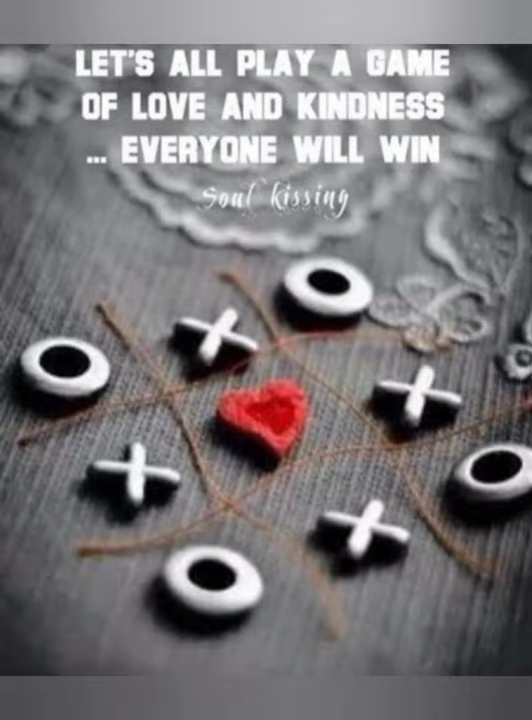 LET'S ALL PLAY A GAME
OF LOVE AND KINDNESS
... EVERYONE WILL WIN
Soul Kissing